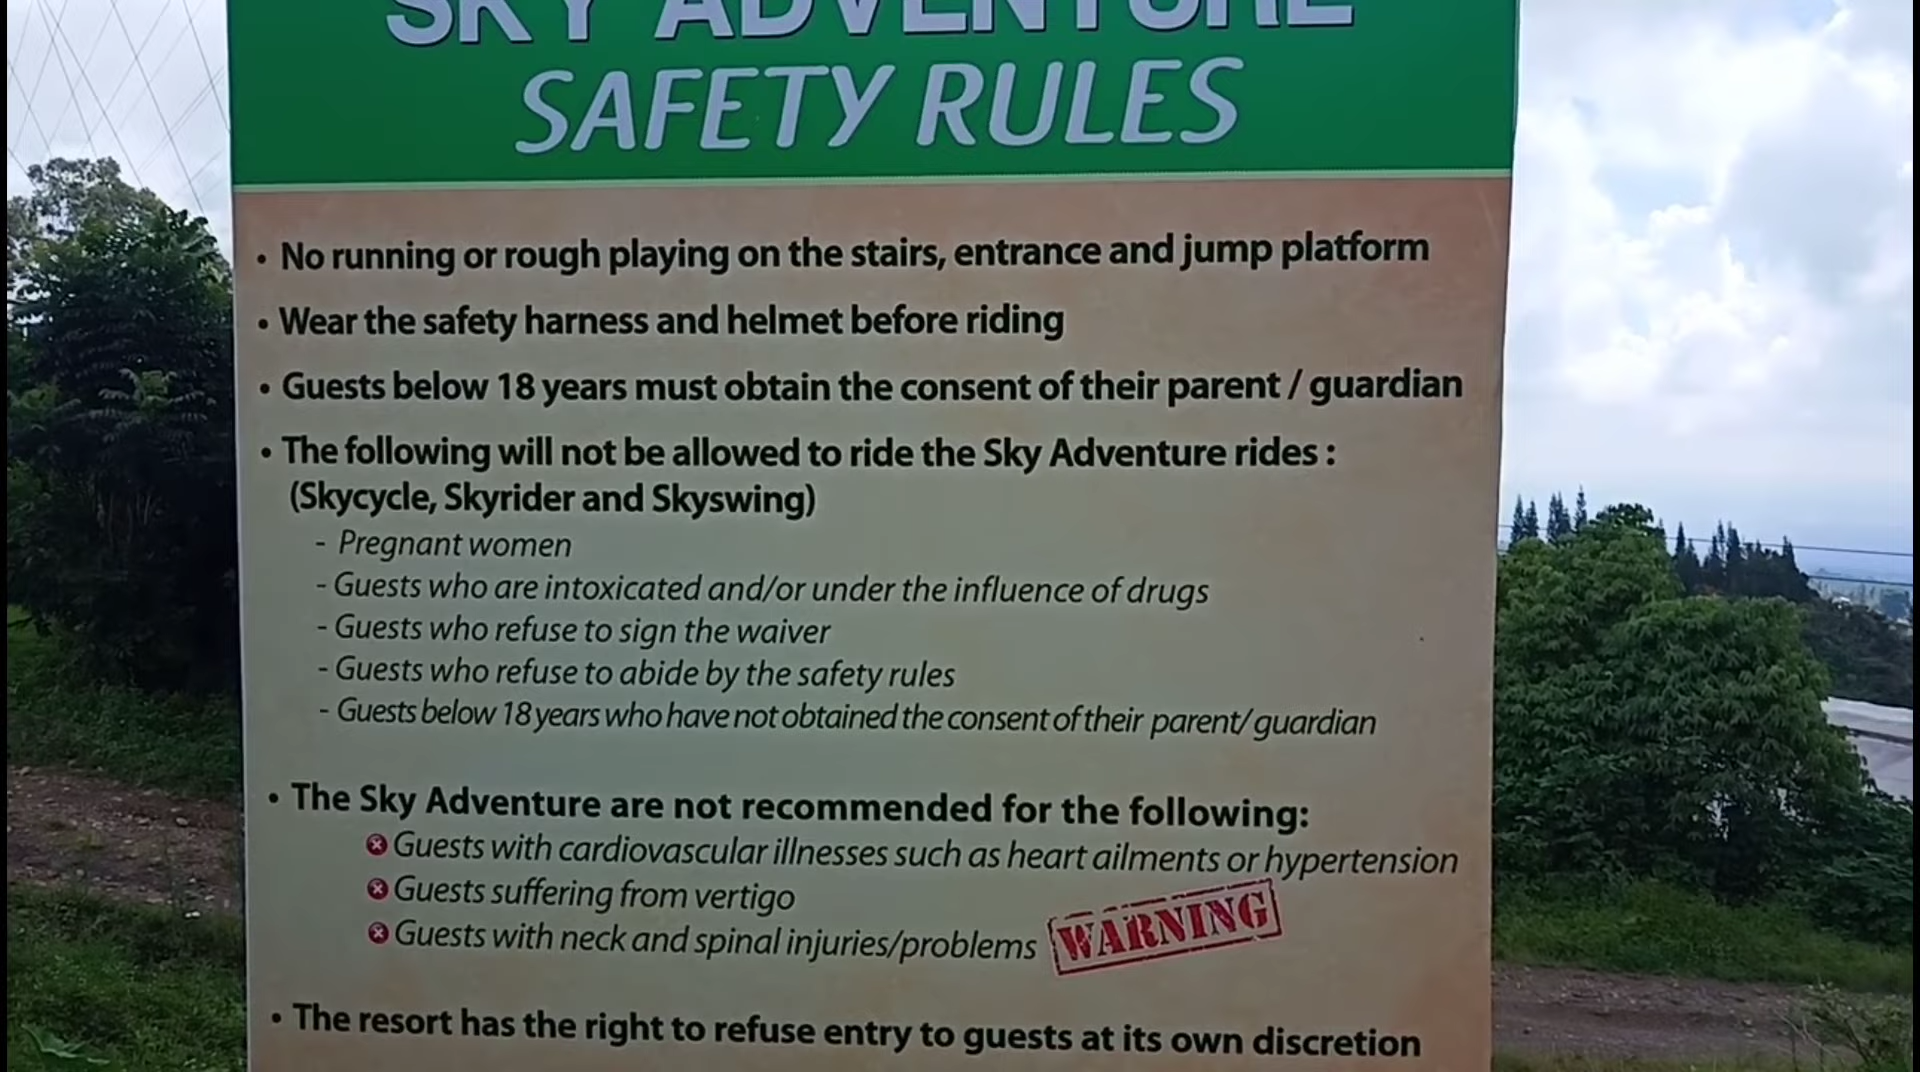 SKY ADVENTURE
SAFETY RULES
• No running or rough playing on the stairs, entrance and jump platform
• Wear the safety harness and helmet before riding
• Guests below 18 years must obtain the consent of their parent / guardian
• The following will not be allowed to ride the Sky Adventure rides :
(Skycycle, Skyrider and Skyswing)
- Pregnant women
- Guests who are intoxicated and/or under the influence of drugs
- Guests who refuse to sign the waiver
- Guests who refuse to abide by the safety rules
- Guests below 18 years who have not obtained the consent of their parent/ guardian
• The Sky Adventure are not recommended for the following:
Guests with cardiovascular illnesses such as heart ailments or hypertension
Guests suffering from vertigo
Guests with neck and spinal injuries/problems WARNING
• The resort has the right to refuse entry to guests at its own discretion